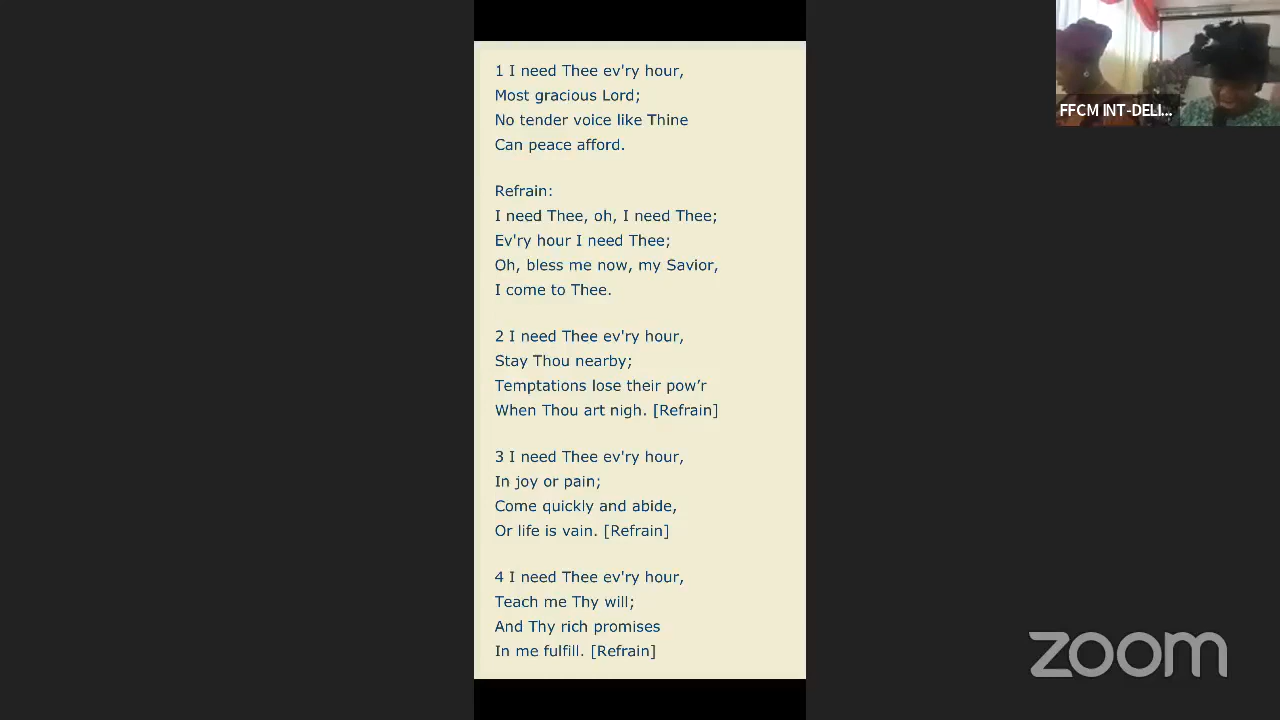 1 I need Thee ev'ry hour,
Most gracious Lord;
No tender voice like Thine
Can peace afford.
Refrain:
I need Thee, oh, I need Thee;
Ev'ry hour I need Thee;
Oh, bless me now, my Savior,
I come to Thee.
2 I need Thee ev'ry hour,
Stay Thou nearby;
Temptations lose their pow’r
When Thou art nigh. [Refrain]
3 I need Thee ev'ry hour,
In joy or pain;
Come quickly and abide,
Or life is vain. [Refrain]
4 I need Thee ev'ry hour,
Teach me Thy will;
And Thy rich promises
In me fulfill. [Refrain]
FFCM INT-DELI...
zoom